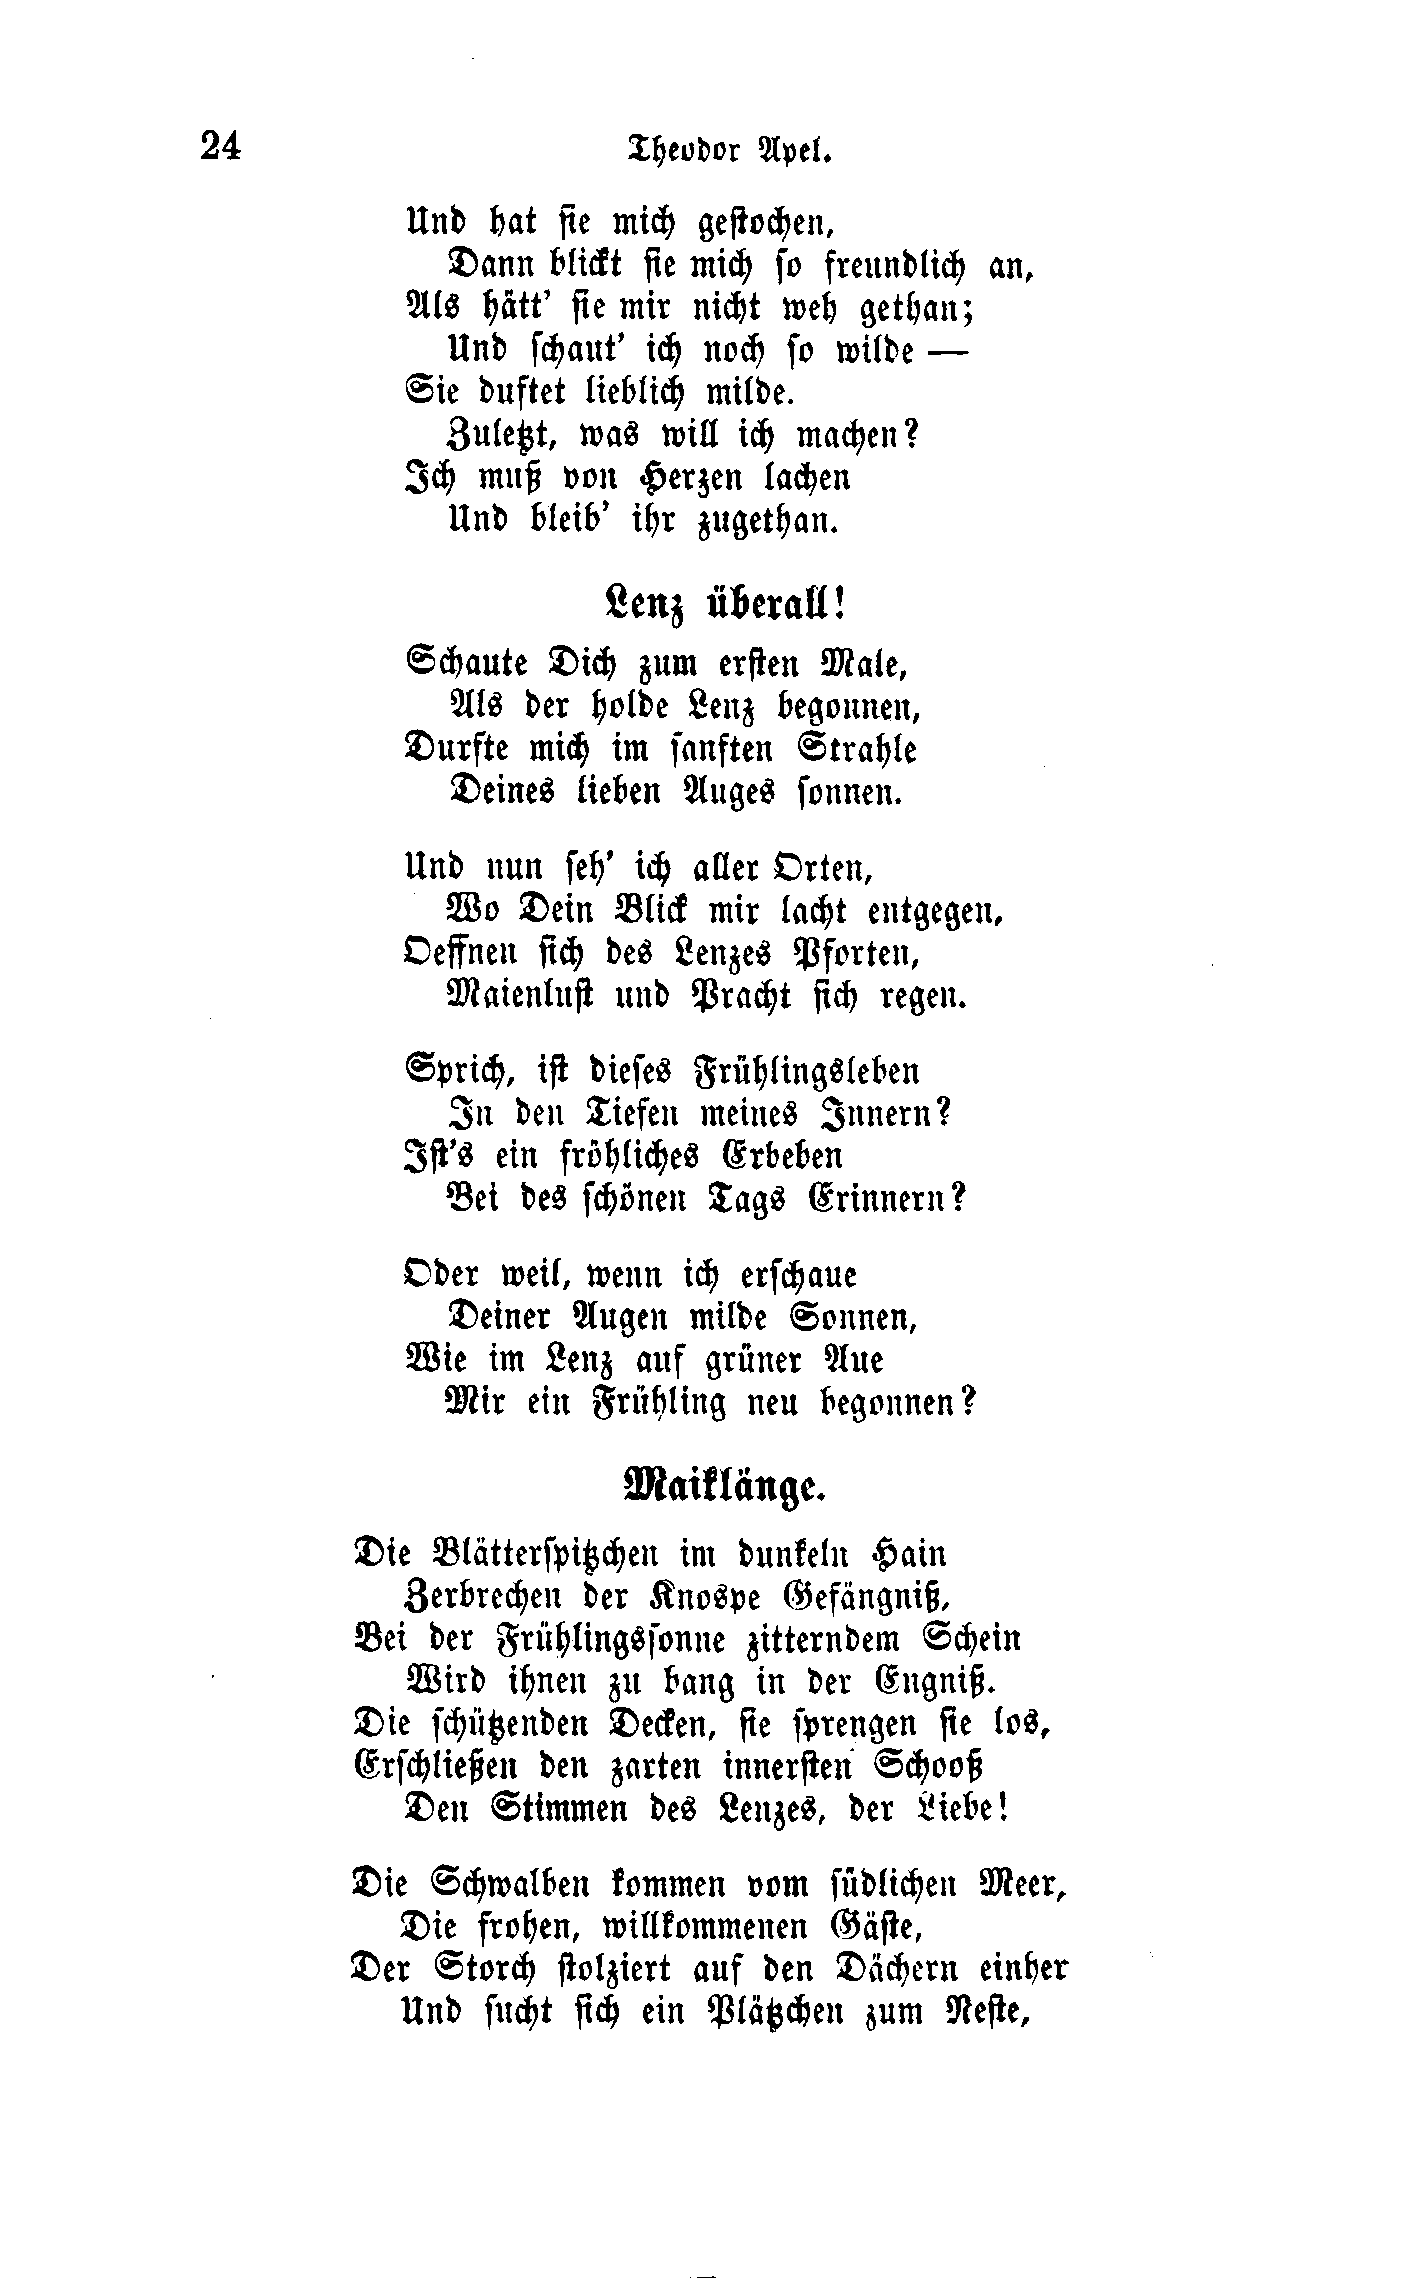 24 Theodor Apel.
Und hat sie mich gestochen,
Dann blickt sie mich so freundlich an,
Als hätt' sie mir nicht weh gethan;
Und schaut' ich noch so wilde —
Sie duftet lieblich milde.
Zuletzt, was will ich machen?
Ich muß von Herzen lachen
Und bleib' ihr zugethan.
Lenz überall!
Schaute Dich zum ersten Male,
Als der holde Lenz begonnen,
Durfte mich im sanften Strahle
Deines lieben Auges sonnen.
Und nun seh' ich aller Orten,
Wo Dein Blick mir lacht entgegen,
Oeffnen sich des Lenzes Pforten,
Maienlust und Pracht sich regen.
Sprich, ist dieses Frühlingsleben
In den Tiefen meines Innern?
Ist's ein fröhliches Erbeben
Bei des schönen Tags Erinnern?
Oder weil, wenn ich erschaue
Deiner Augen milde Sonnen,
Wie im Lenz auf grüner Aue
Mir ein Frühling neu begonnen?
Maiklänge.
Die Blätterspitzchen im dunkeln Hain
Zerbrechen der Knospe Gefängniß,
Bei der Frühlingssonne zitterndem Schein
Wird ihnen zu bang in der Engniß.
Die schützenden Decken, sie sprengen sie los,
Erschließen den zarten innersten Schooß
Den Stimmen des Lenzes, der Liebe!
Die Schwalben kommen vom südlichen Meer,
Die frohen, willkommenen Gäste,
Der Storch stolziert auf den Dächern einher
Und sucht sich ein Plätzchen zum Neste,